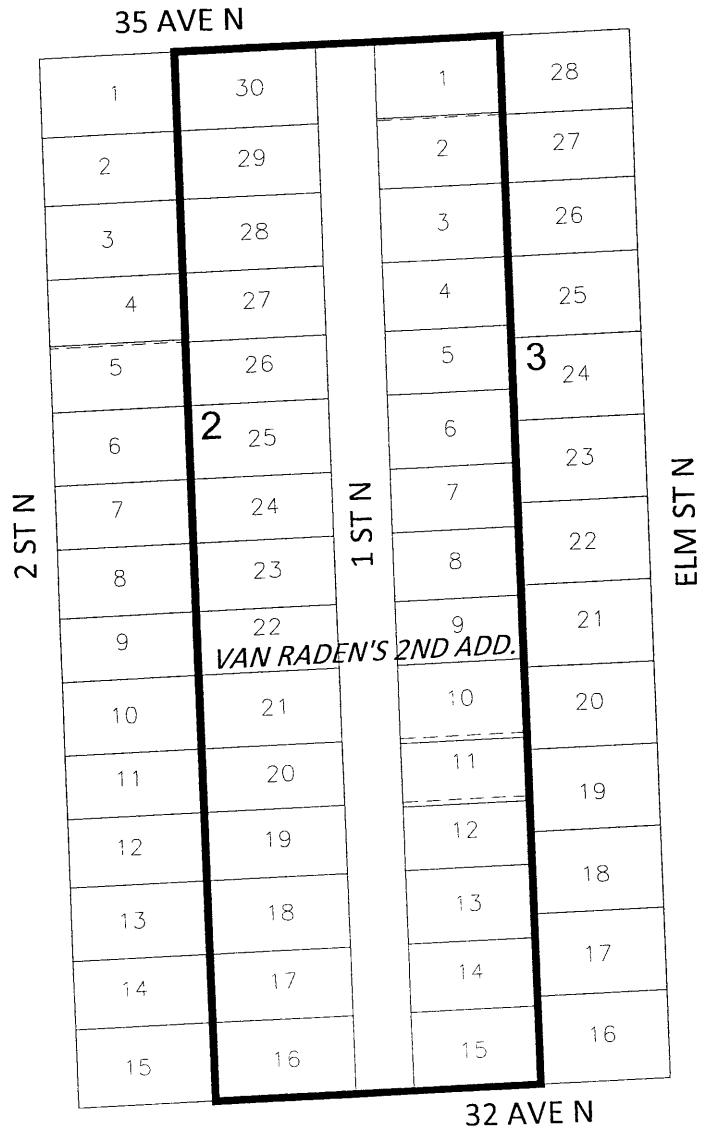 35 AVE N
1 30 1 28
2 29 2 27
3 28 3 26
4 27 4 25
5 26 5 3 24
6 2 25 6 23
7 24 7
2 ST N
1 ST N
ELM ST N
8 23 8 22
9 22 9 21
VAN RADEN'S 2ND ADD.
10 21 10 20
11 20 11 19
12 19 12
13 18 13 18
14 17 14 17
15 16 15 16
32 AVE N